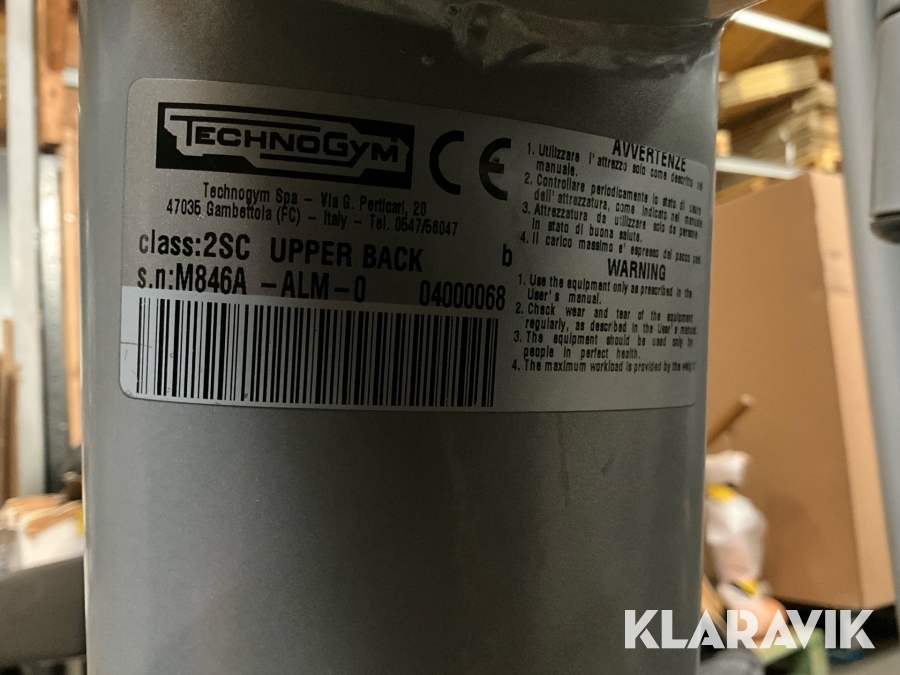 TECHNOGYM
CE
Technogym Spa - Via G. Perticari, 20
47035 Gambettola (FC) - Italy - Tel. 0547/56047
class:2SC UPPER BACK b
s.n:M846A -ALM-0 04000068
AVVERTENZE
1. Utilizzare l'attrezzo solo come descritto nel
manuale.
2. Controllare periodicamente lo stato di usura
dell'attrezzatura, come indicato nel manuale
3. Attrezzatura da utilizzare solo da persone
in stato di buona salute.
4. Il carico massimo e' espresso dal pacco pesi
WARNING
1. Use the equipment only as prescribed in the
User's manual.
2. Check wear and tear of the equipment
regularly, as described in the User's manual.
3. The equipment should be used only by
people in perfect health.
4. The maximum workload is provided by the weight
KLARAVIK